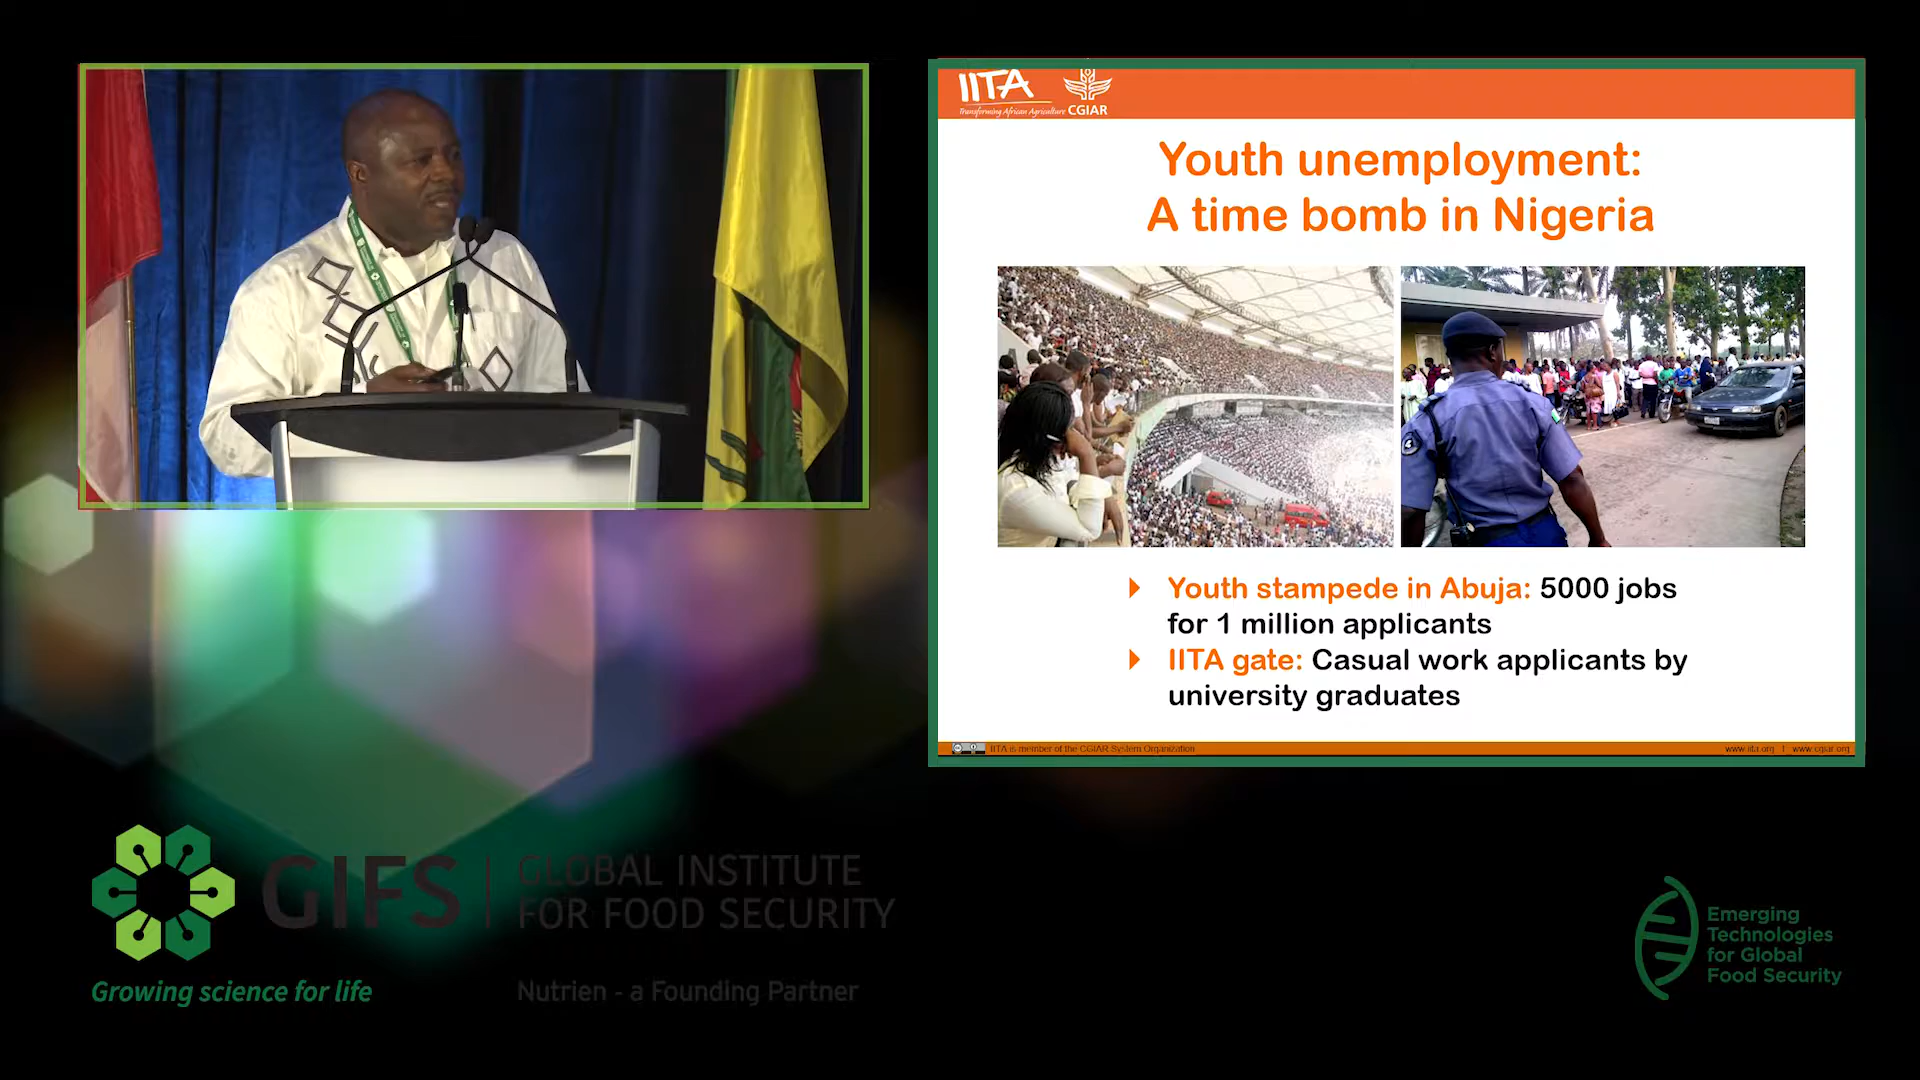 IITA
Transforming African Agriculture
CGIAR
Youth unemployment:
A time bomb in Nigeria
Youth stampede in Abuja: 5000 jobs
for 1 million applicants
IITA gate: Casual work applicants by
university graduates
IITA is member of the CGIAR System Organization
www.iita.org | www.cgiar.org
GIFS
GLOBAL INSTITUTE
FOR FOOD SECURITY
Growing science for life
Nutrien - a Founding Partner
Emerging
Technologies
for Global
Food Security